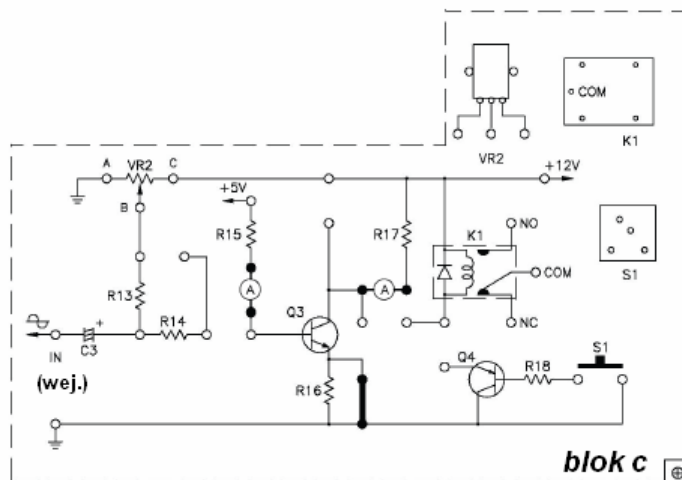 COM
K1
VR2
A
VR2
C
+12V
+5V
NO
B
R15
R17
K1
S1
COM
A
A
R13
Q3
R14
NC
+
C3
IN
Q4
S1
R18
(wej.)
R16
blok c